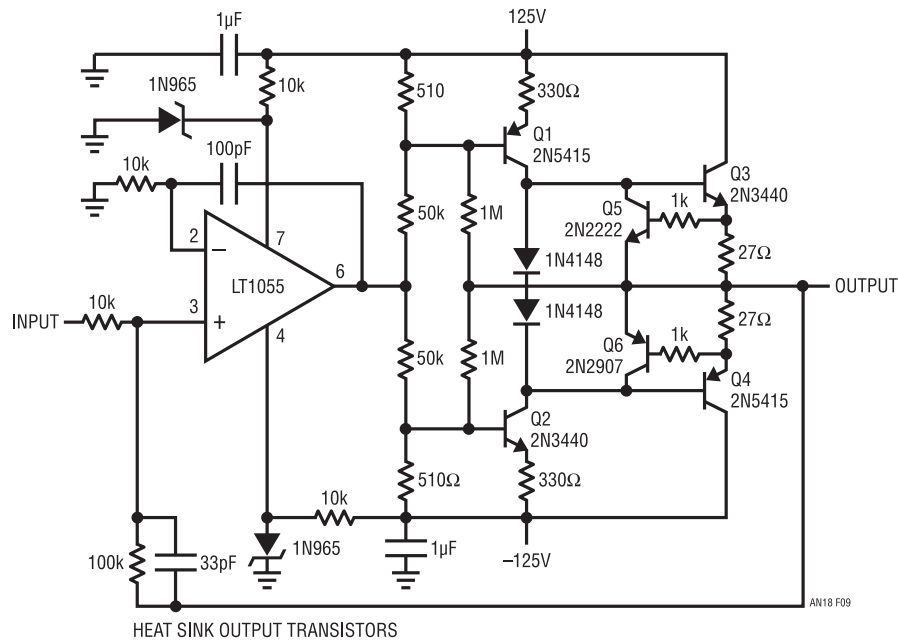 1µF
125V
1N965
10k
510
330Ω
Q1
2N5415
10k
100pF
Q3
2N3440
Q5
2N2222
1k
50k
1M
27Ω
2
7
1N4148
LT1055
6
OUTPUT
INPUT
10k
3
4
1N4148
27Ω
50k
1M
Q6
2N2907
1k
Q4
2N5415
Q2
2N3440
510Ω
330Ω
10k
100k
33pF
1N965
1µF
–125V
AN18 F09
HEAT SINK OUTPUT TRANSISTORS